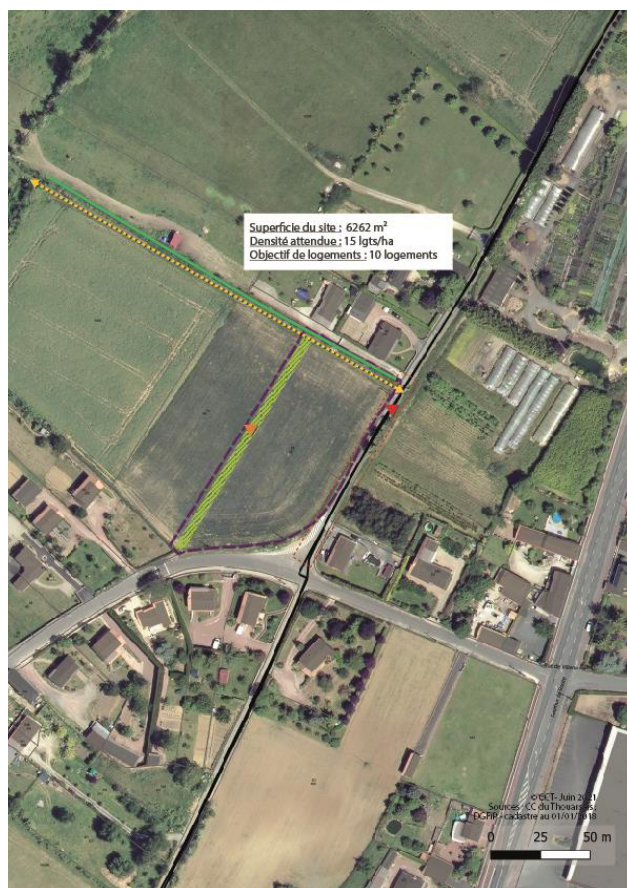 Superficie du site : 6262 m²
Densité attendue : 15 lgts/ha
Objectif de logements : 10 logements
© CCT- Juin 2021
Sources : CC du Thouarsais,
DGFiP - cadastre au 01/01/2018
0 25 50 m